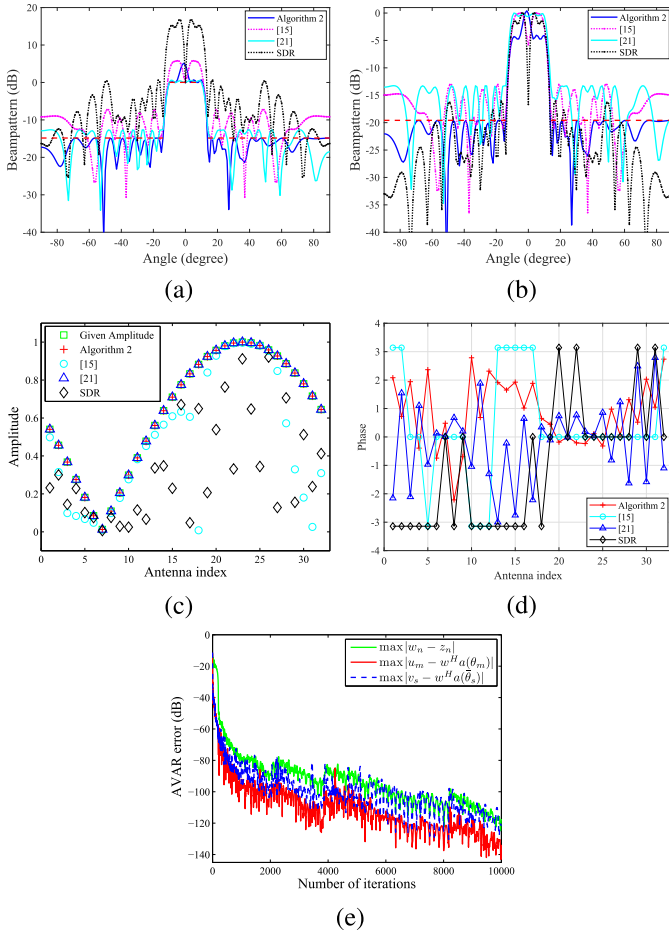 20
10
0
-10
-20
-30
-40
Beampattern (dB)
-80 -60 -40 -20 0 20 40 60 80
Angle (degree)
Algorithm 2
[15]
[21]
SDR
(a)
0
-5
-10
-15
-20
-25
-30
-35
-40
Beampattern (dB)
-80 -60 -40 -20 0 20 40 60 80
Angle (degree)
Algorithm 2
[15]
[21]
SDR
(b)
1
0.8
0.6
0.4
0.2
0
Amplitude
0 5 10 15 20 25 30
Antenna index
Given Amplitude
Algorithm 2
[15]
[21]
SDR
(c)
4
3
2
1
0
-1
-2
-3
-4
Phase
0 5 10 15 20 25 30
Antenna index
Algorithm 2
[15]
[21]
SDR
(d)
0
-20
-40
-60
-80
-100
-120
-140
AVAR error (dB)
0 2000 4000 6000 8000 10000
Number of iterations
max |w_n − z_n|
max |u_m − w^H a(θ_m)|
max |v_s − w^H a(θ̄_s)|
(e)